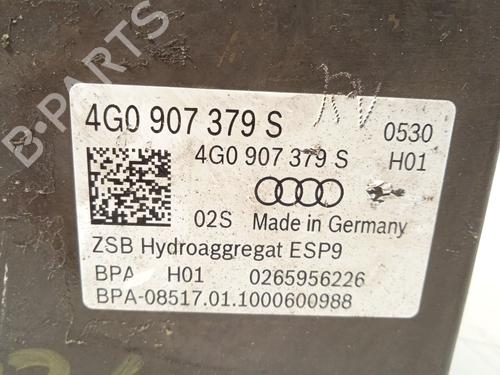 B-PARTS
RV
4G0 907 379 S
0530
4G0 907 379 S
H01
02S Made in Germany
ZSB Hydroaggregat ESP9
BPA H01 0265956226
BPA-08517.01.1000600988